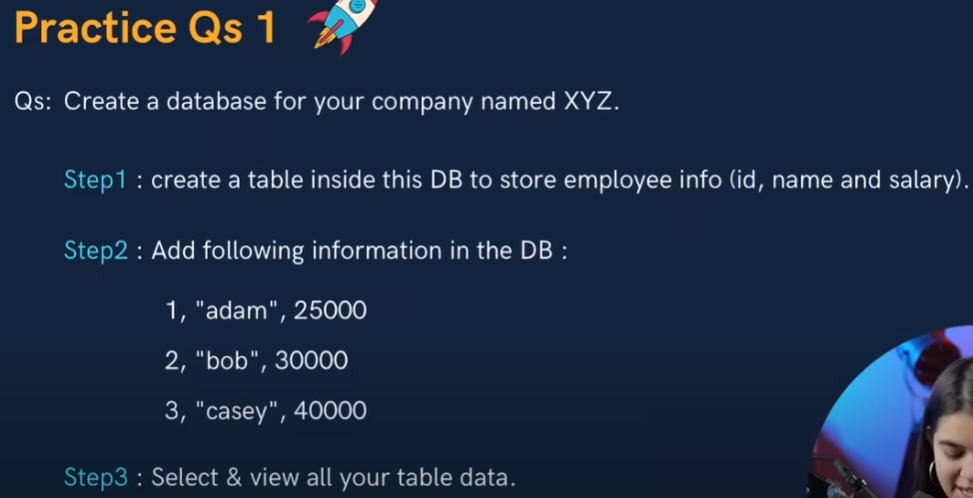 Practice Qs 1
Qs: Create a database for your company named XYZ.
Step1 : create a table inside this DB to store employee info (id, name and salary).
Step2 : Add following information in the DB :
1, "adam", 25000
2, "bob", 30000
3, "casey", 40000
Step3 : Select & view all your table data.